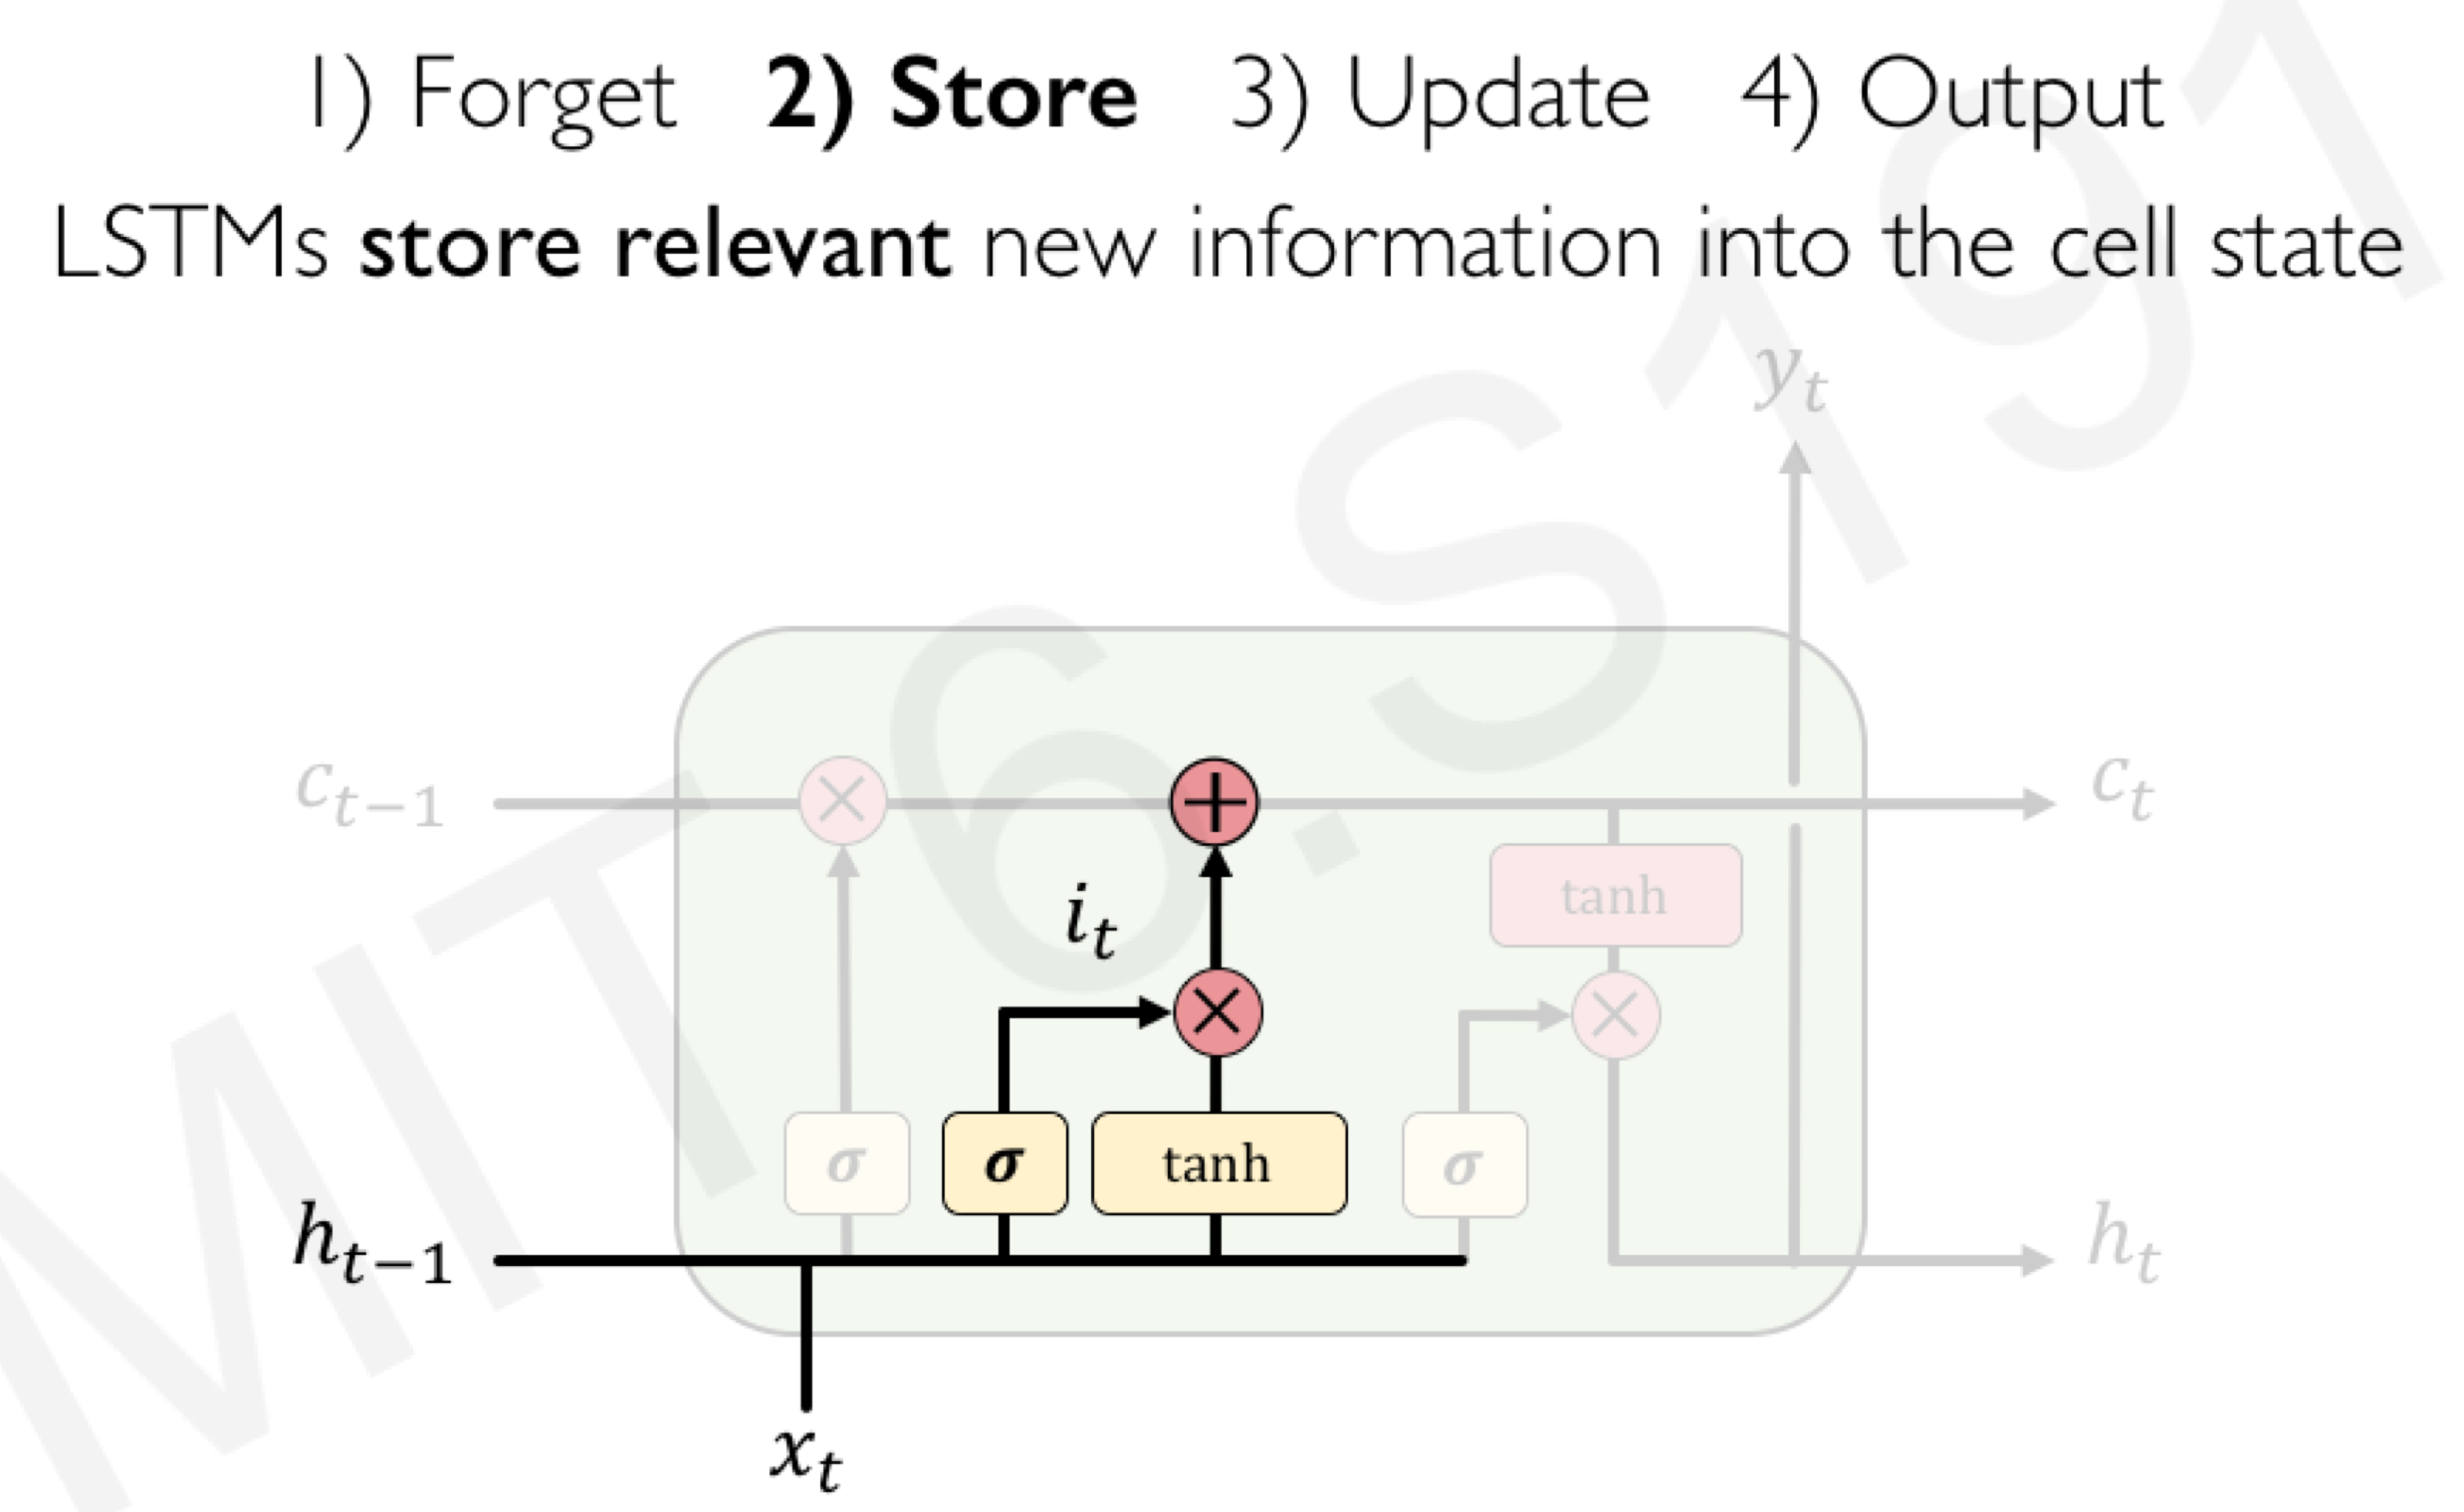 1) Forget 2) Store 3) Update 4) Output
LSTMs store relevant new information into the cell state
y_t
c_{t-1}
+
c_t
i_t
tanh
σ σ tanh σ
h_{t-1}
h_t
x_t
MIT 6.S191